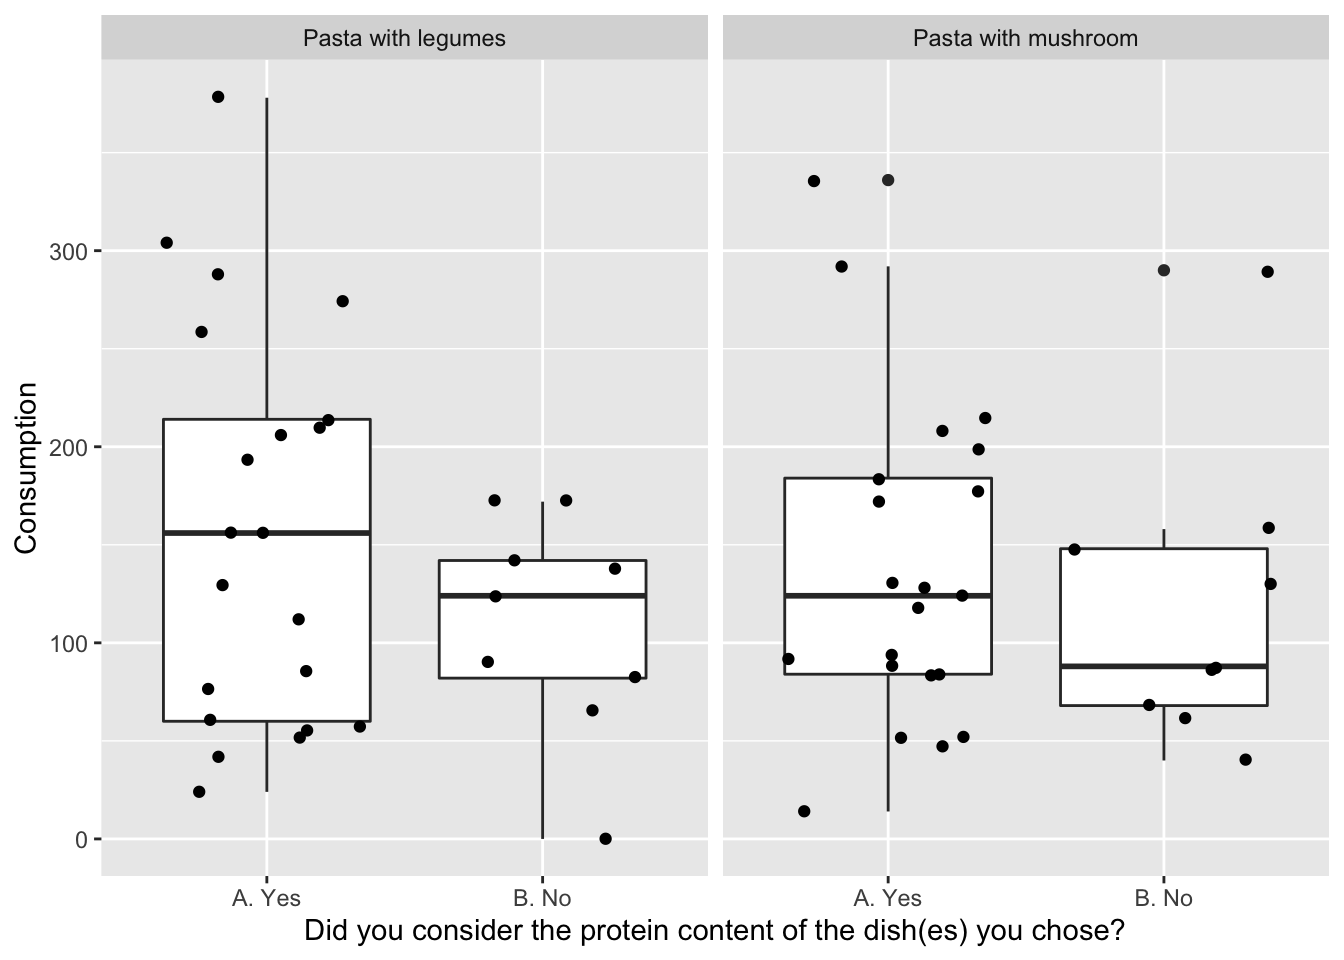 Pasta with legumes
Pasta with mushroom
Consumption
300
200
100
0
A. Yes
B. No
A. Yes
B. No
Did you consider the protein content of the dish(es) you chose?